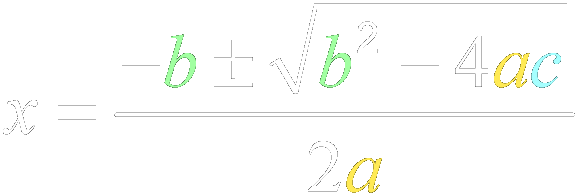 x = (-b ± √(b² - 4ac)) / (2a)